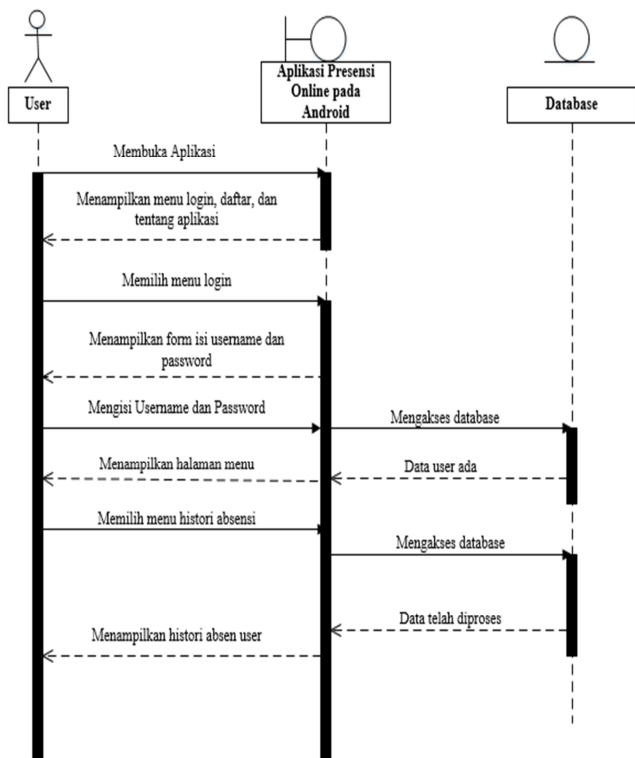 User
Aplikasi Presensi
Online pada
Android
Database
Membuka Aplikasi
Menampilkan menu login, daftar, dan
tentang aplikasi
Memilih menu login
Menampilkan form isi username dan
password
Mengisi Username dan Password
Mengakses database
Menampilkan halaman menu
Data user ada
Memilih menu histori absensi
Mengakses database
Data telah diproses
Menampilkan histori absen user